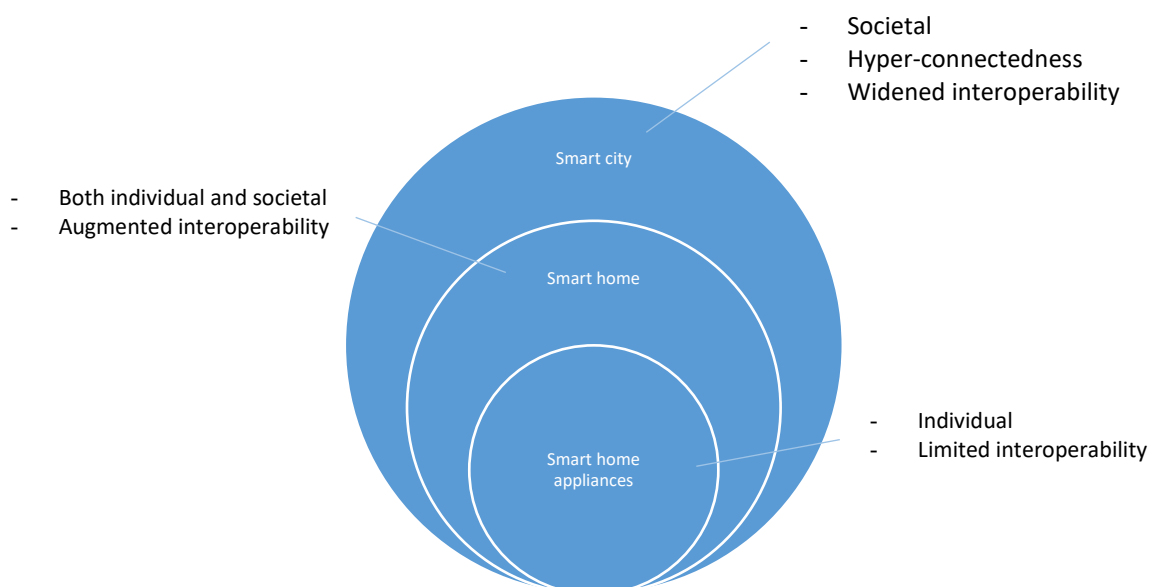 - Societal
- Hyper-connectedness
- Widened interoperability
Smart city
- Both individual and societal
- Augmented interoperability
Smart home
- Individual
- Limited interoperability
Smart home
appliances